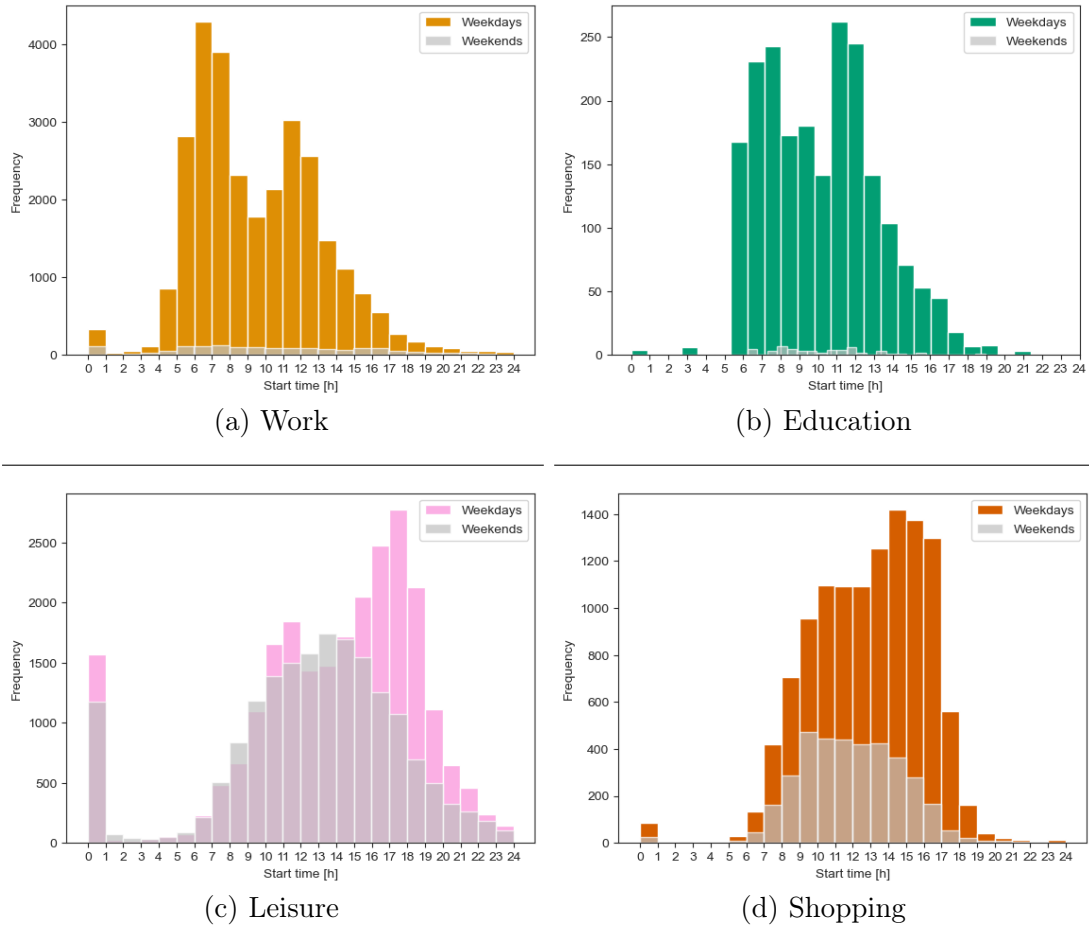 Weekdays
Weekends
4000
3000
2000
1000
0
Frequency
0 1 2 3 4 5 6 7 8 9 10 11 12 13 14 15 16 17 18 19 20 21 22 23 24
Start time [h]
(a) Work
Weekdays
Weekends
250
200
150
100
50
0
Frequency
0 1 2 3 4 5 6 7 8 9 10 11 12 13 14 15 16 17 18 19 20 21 22 23 24
Start time [h]
(b) Education
Weekdays
Weekends
2500
2000
1500
1000
500
0
Frequency
0 1 2 3 4 5 6 7 8 9 10 11 12 13 14 15 16 17 18 19 20 21 22 23 24
Start time [h]
(c) Leisure
Weekdays
Weekends
1400
1200
1000
800
600
400
200
0
Frequency
0 1 2 3 4 5 6 7 8 9 10 11 12 13 14 15 16 17 18 19 20 21 22 23 24
Start time [h]
(d) Shopping